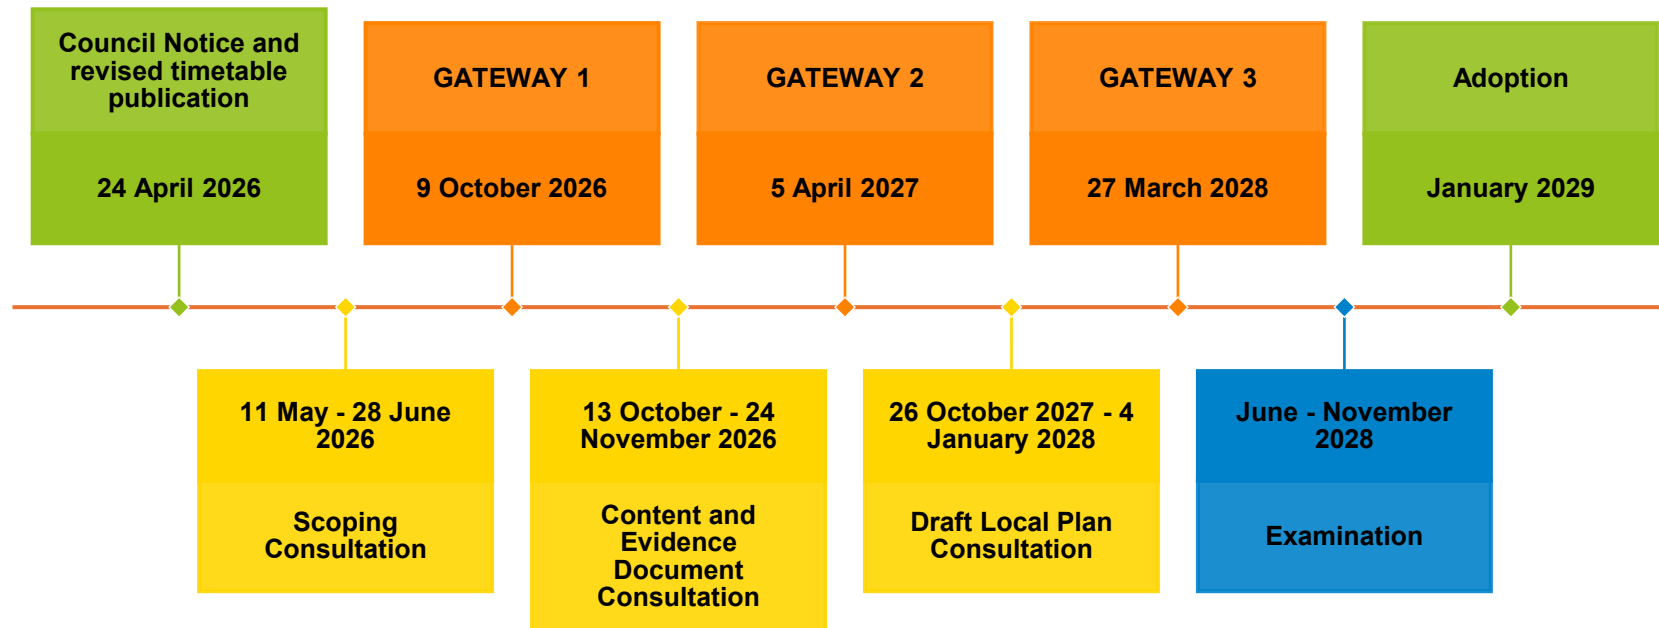 Council Notice and
revised timetable
publication
24 April 2026
GATEWAY 1
9 October 2026
GATEWAY 2
5 April 2027
GATEWAY 3
27 March 2028
Adoption
January 2029
11 May - 28 June
2026
Scoping
Consultation
13 October - 24
November 2026
Content and
Evidence
Document
Consultation
26 October 2027 - 4
January 2028
Draft Local Plan
Consultation
June - November
2028
Examination